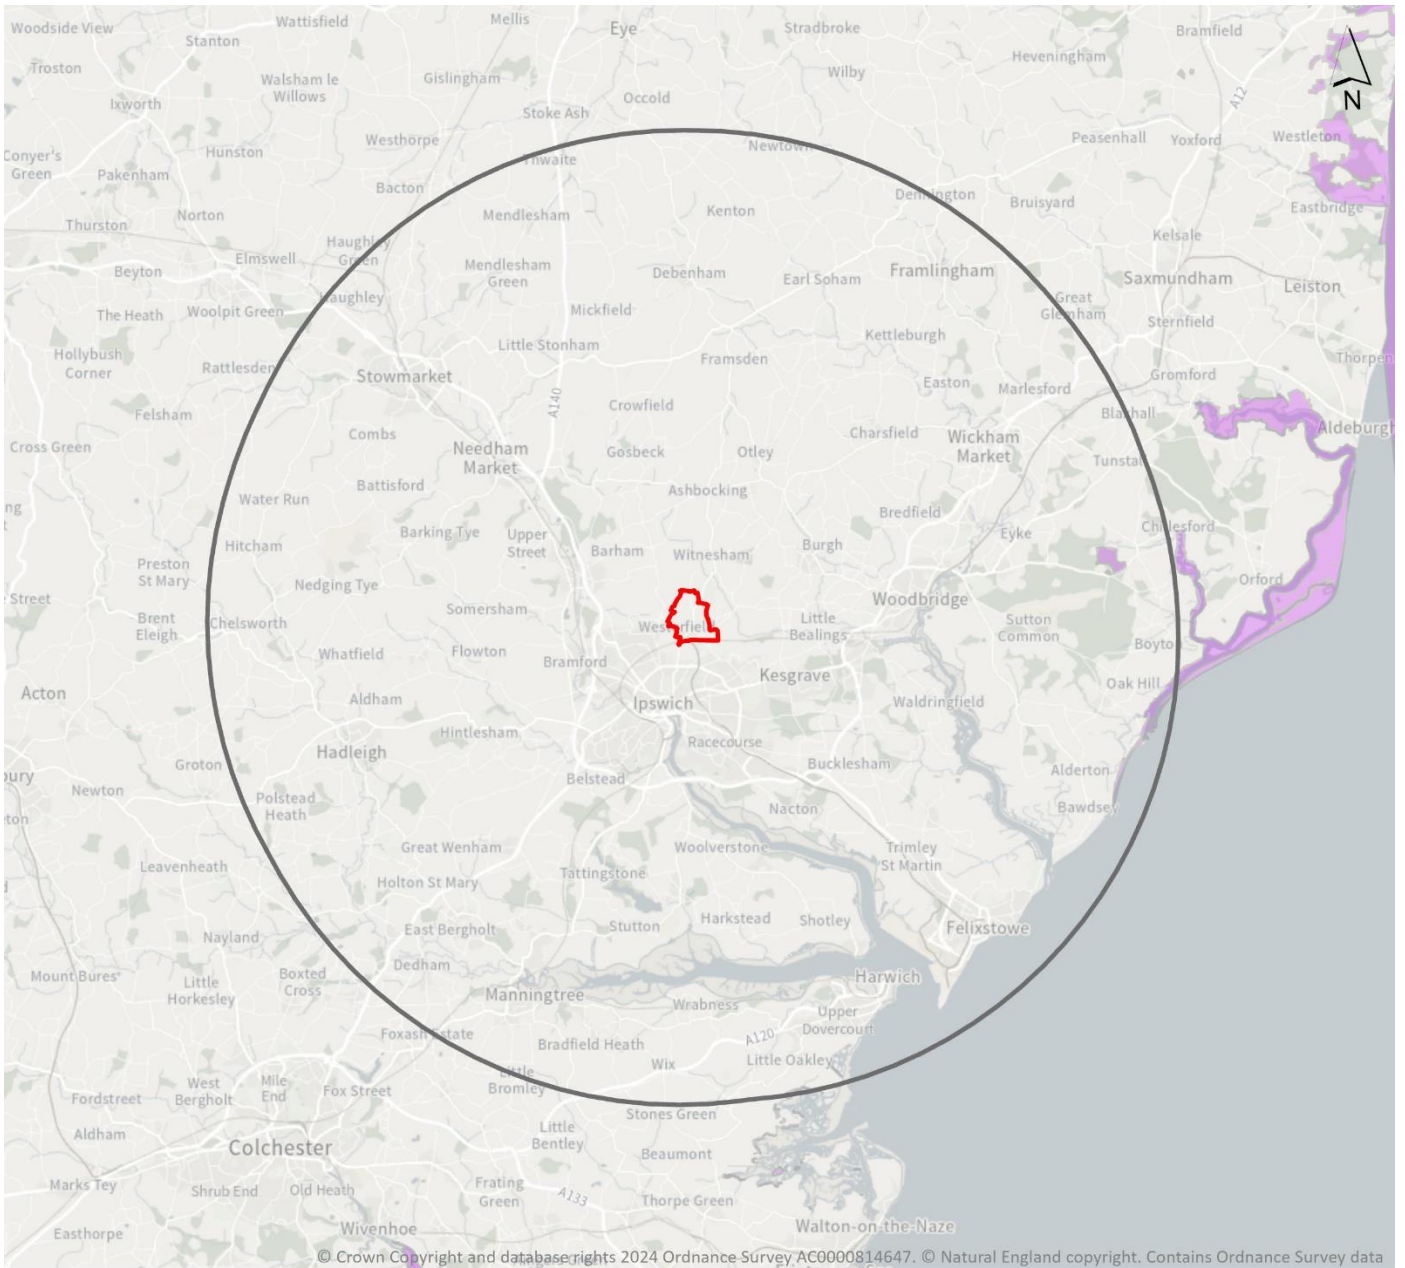 Woodside View
Wattisfield
Mellis
Eye
Stradbroke
Bramfield
Stanton
Heveningham
Troston
Walsham le
Willows
Gislingham
Wilby
N
A12
Ixworth
Occold
Stoke Ash
Conyer's
Green
Hunston
Westhorpe
Thwaite
Newtown
Peasenhall
Yoxford
Westleton
Pakenham
Bacton
Dennington
Bruisyard
Eastbridge
Norton
Mendlesham
Kenton
Thurston
Haughley
Green
Kelsale
Beyton
Elmswell
Mendlesham
Green
Debenham
Earl Soham
Framlingham
Saxmundham
Leiston
The Heath
Woolpit Green
Haughley
Mickfield
Great
Glemham
Sternfield
Hollybush
Corner
Rattlesden
Little Stonham
Framsden
Kettleburgh
Thorpen
Stowmarket
Easton
Marlesford
Gromford
Felsham
A140
Crowfield
Blaxhall
Aldeburgh
Cross Green
Combs
Needham
Market
Gosbeck
Otley
Charsfield
Wickham
Market
Tunstal
Water Run
Battisford
Ashbocking
ng
Bredfield
Chillesford
Hitcham
Barking Tye
Upper
Street
Barham
Witnesham
Burgh
Eyke
Preston
St Mary
Nedging Tye
Orford
Street
Brent
Eleigh
Chelsworth
Somersham
Westerfield
Little
Bealings
Woodbridge
Sutton
Common
Whatfield
Flowton
Bramford
Boyton
Acton
Aldham
Ipswich
Kesgrave
Waldringfield
Oak Hill
Hadleigh
Hintlesham
Racecourse
bury
Groton
Belstead
Bucklesham
Alderton
Newton
Polstead
Heath
Nacton
Bawdsey
eton
Leavenheath
Great Wenham
Woolverstone
Trimley
St Martin
Holton St Mary
Tattingstone
Nayland
East Bergholt
Stutton
Harkstead
Shotley
Felixstowe
Mount Bures
Little
Horkesley
Boxted
Cross
Dedham
Manningtree
Wrabness
Harwich
Upper
Dovercourt
Foxash Estate
Bradfield Heath
A120
Wix
Little Oakley
West
Bergholt
Mile
End
Fox Street
Little
Bromley
Fordstreet
Stones Green
Aldham
Colchester
Little
Bentley
Beaumont
Marks Tey
Shrub End
Old Heath
Frating
Green
A133
Thorpe Green
Easthorpe
Wivenhoe
Walton-on-the-Naze
© Crown Copyright and database rights 2024 Ordnance Survey AC0000814647. © Natural England copyright. Contains Ordnance Survey data